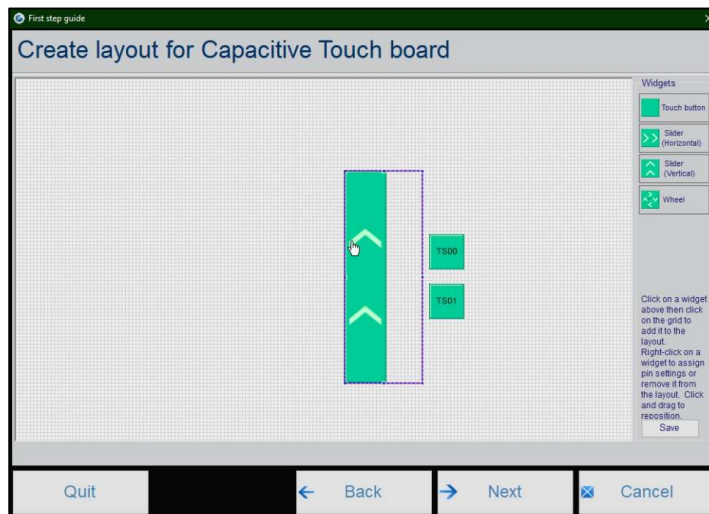 First step guide
Create layout for Capacitive Touch board
Widgets
Touch button
Slider
(Horizontal)
Slider
(Vertical)
Wheel
TS00
TS01
Click on a widget
above then click
on the grid to
add it to the
layout.
Right-click on a
widget to assign
pin settings or
remove it from
the layout. Click
and drag to
reposition.
Save
Quit
Back
Next
Cancel